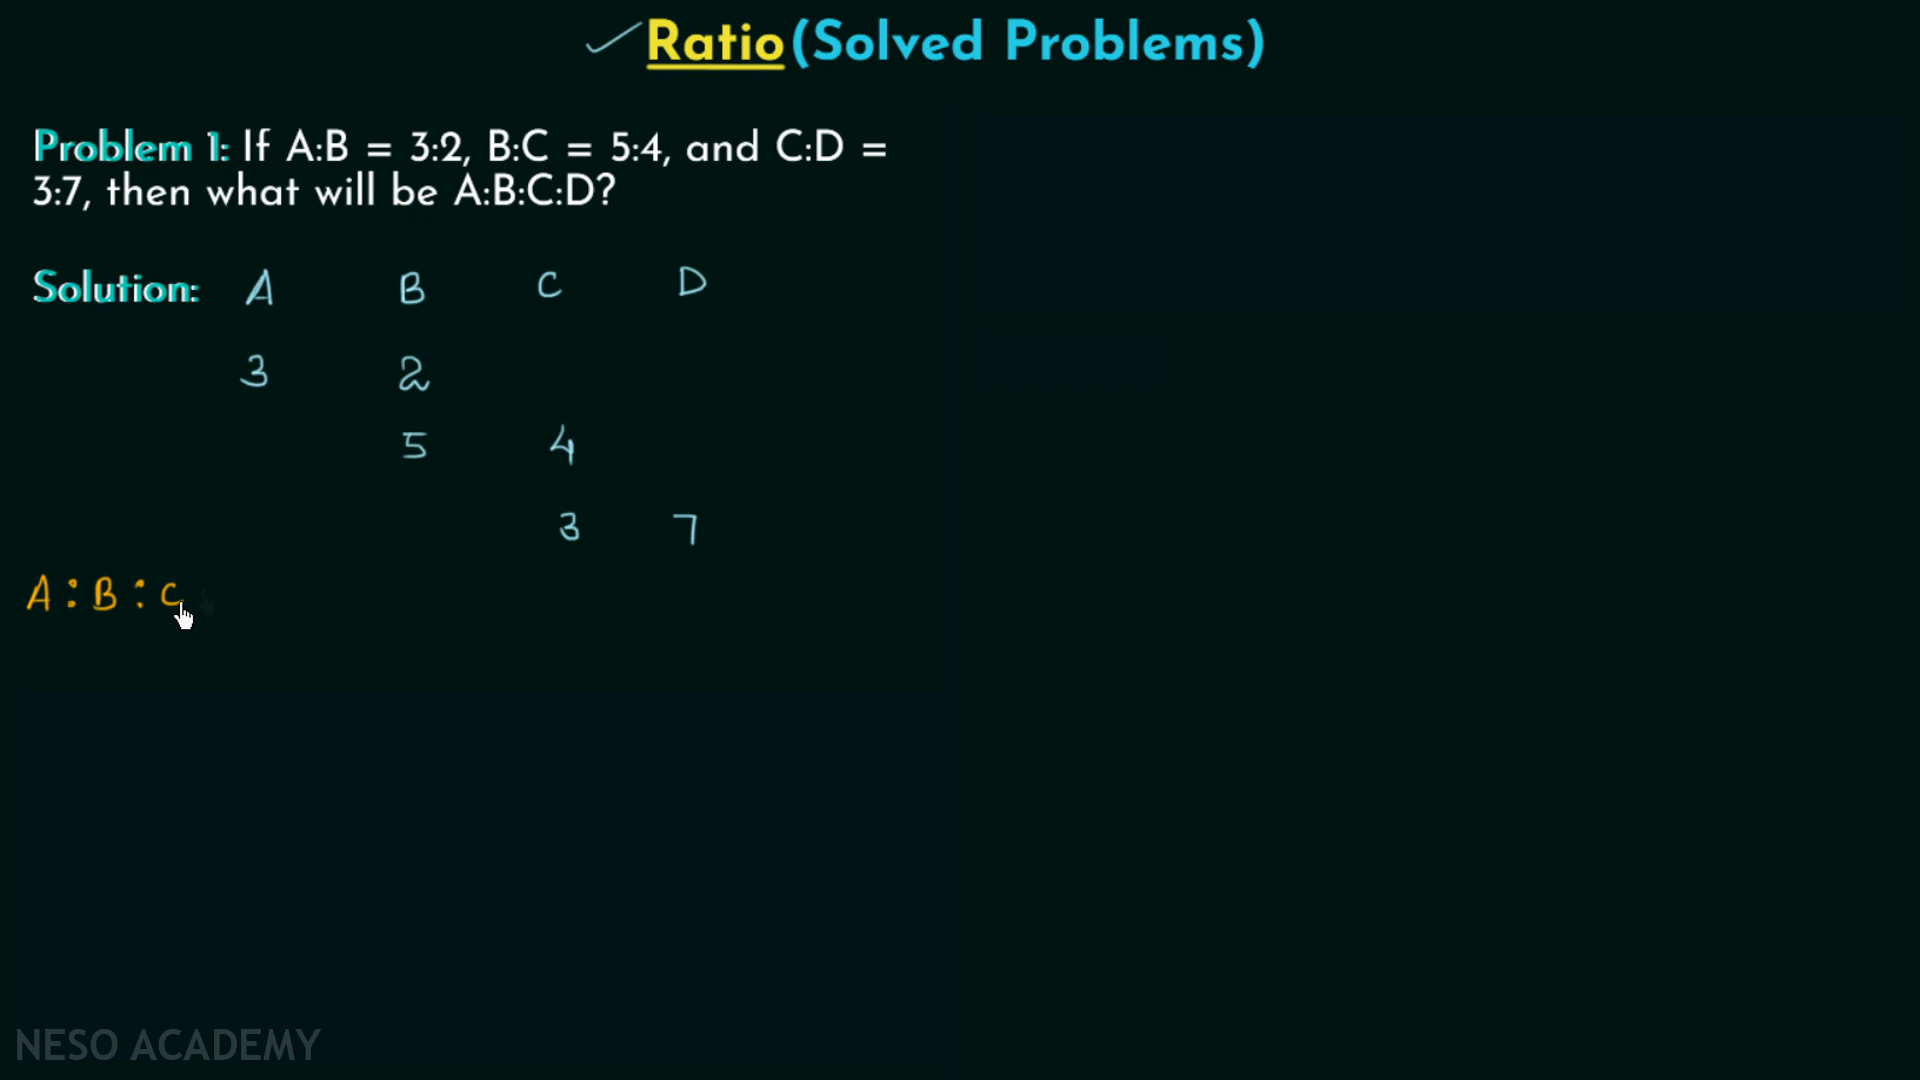 Ratio (Solved Problems)
Problem 1: If A:B = 3:2, B:C = 5:4, and C:D =
3:7, then what will be A:B:C:D?
Solution: A B C D
3 2
5 4
3 7
A : B : C
NESO ACADEMY